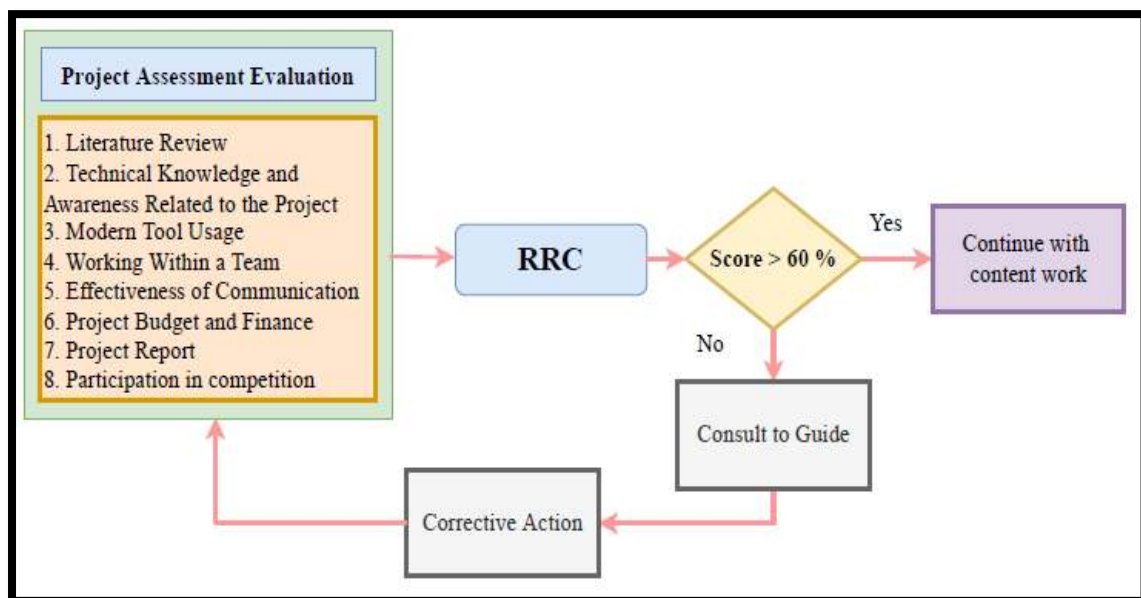 Project Assessment Evaluation
1. Literature Review
2. Technical Knowledge and
Awareness Related to the Project
3. Modern Tool Usage
4. Working Within a Team
5. Effectiveness of Communication
6. Project Budget and Finance
7. Project Report
8. Participation in competition
RRC
Score > 60 %
Yes
Continue with
content work
No
Consult to Guide
Corrective Action